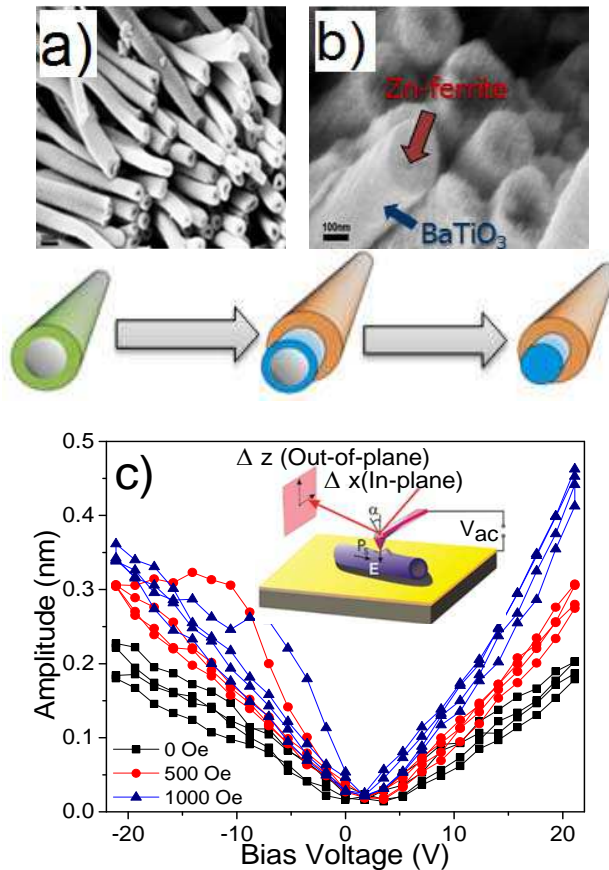 a)
b)
Zn-ferrite
BaTiO₃
100nm
c)
Δ z (Out-of-plane)
Δ x(In-plane)
α
Vac
Ps
E
0.5
0.4
0.3
0.2
0.1
0.0
Amplitude (nm)
0 Oe
500 Oe
1000 Oe
-20 -10 0 10 20
Bias Voltage (V)